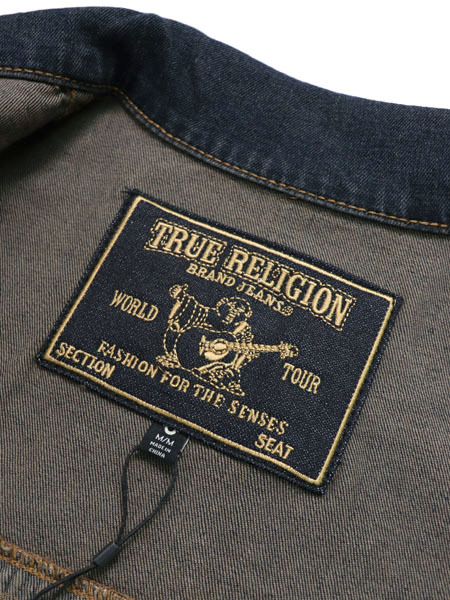 TRUE RELIGION
BRAND JEANS®
WORLD TOUR
FASHION FOR THE SENSES
SECTION SEAT
M/M
MADE IN
CHINA